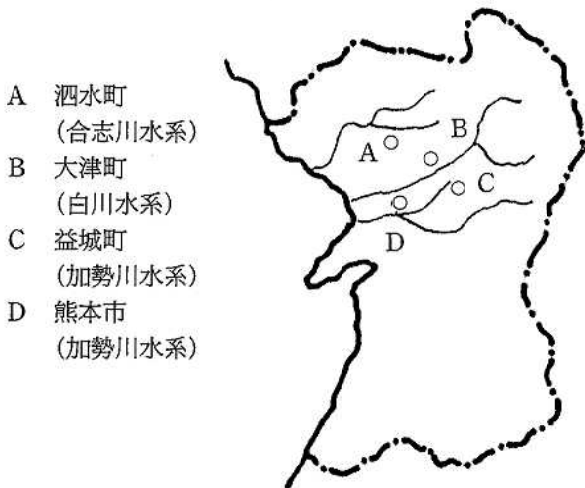 A 泗水町
(合志川水系)
B 大津町
(白川水系)
C 益城町
(加勢川水系)
D 熊本市
(加勢川水系)
A
B
C
D